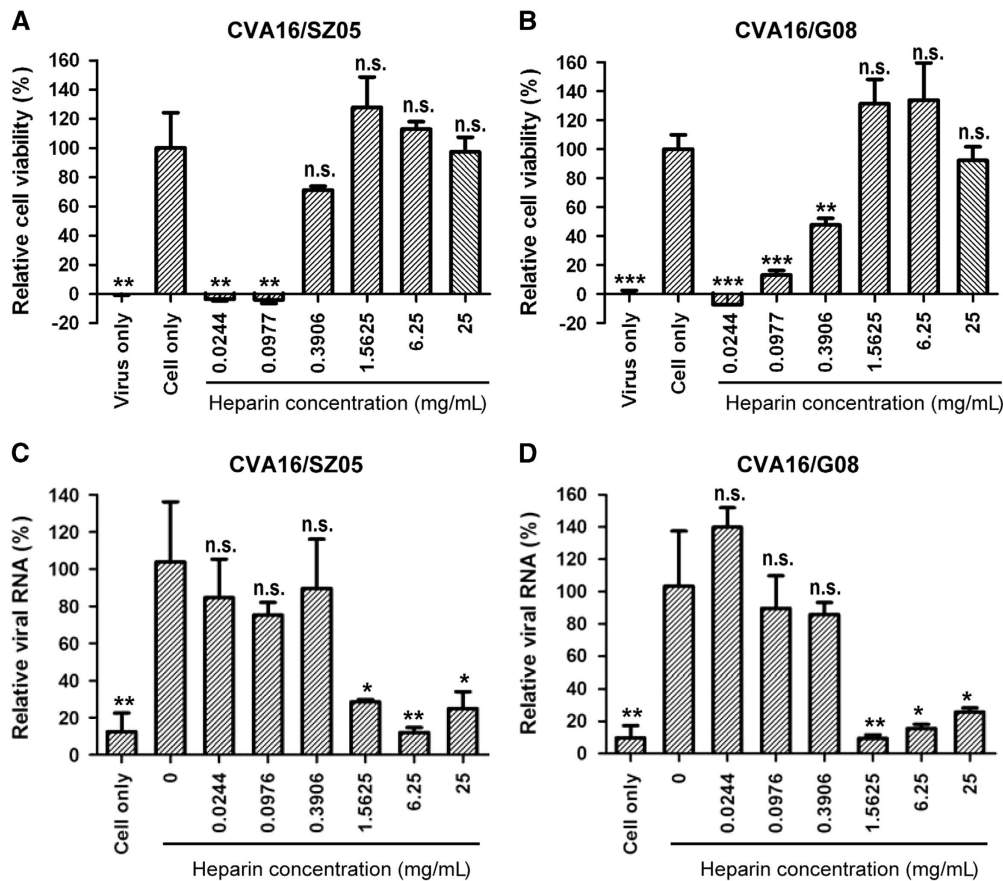 A
CVA16/SZ05
Relative cell viability (%)
160
140
120
100
80
60
40
20
0
-20
**
**
**
n.s.
n.s.
n.s.
n.s.
Virus only
Cell only
0.0244
0.0977
0.3906
1.5625
6.25
25
Heparin concentration (mg/mL)
B
CVA16/G08
Relative cell viability (%)
160
140
120
100
80
60
40
20
0
-20
***
***
***
**
n.s.
n.s.
n.s.
Virus only
Cell only
0.0244
0.0977
0.3906
1.5625
6.25
25
Heparin concentration (mg/mL)
C
CVA16/SZ05
Relative viral RNA (%)
140
120
100
80
60
40
20
0
**
n.s.
n.s.
n.s.
*
**
*
Cell only
0
0.0244
0.0976
0.3906
1.5625
6.25
25
Heparin concentration (mg/mL)
D
CVA16/G08
Relative viral RNA (%)
160
140
120
100
80
60
40
20
0
**
n.s.
n.s.
n.s.
**
*
*
Cell only
0
0.0244
0.0976
0.3906
1.5625
6.25
25
Heparin concentration (mg/mL)